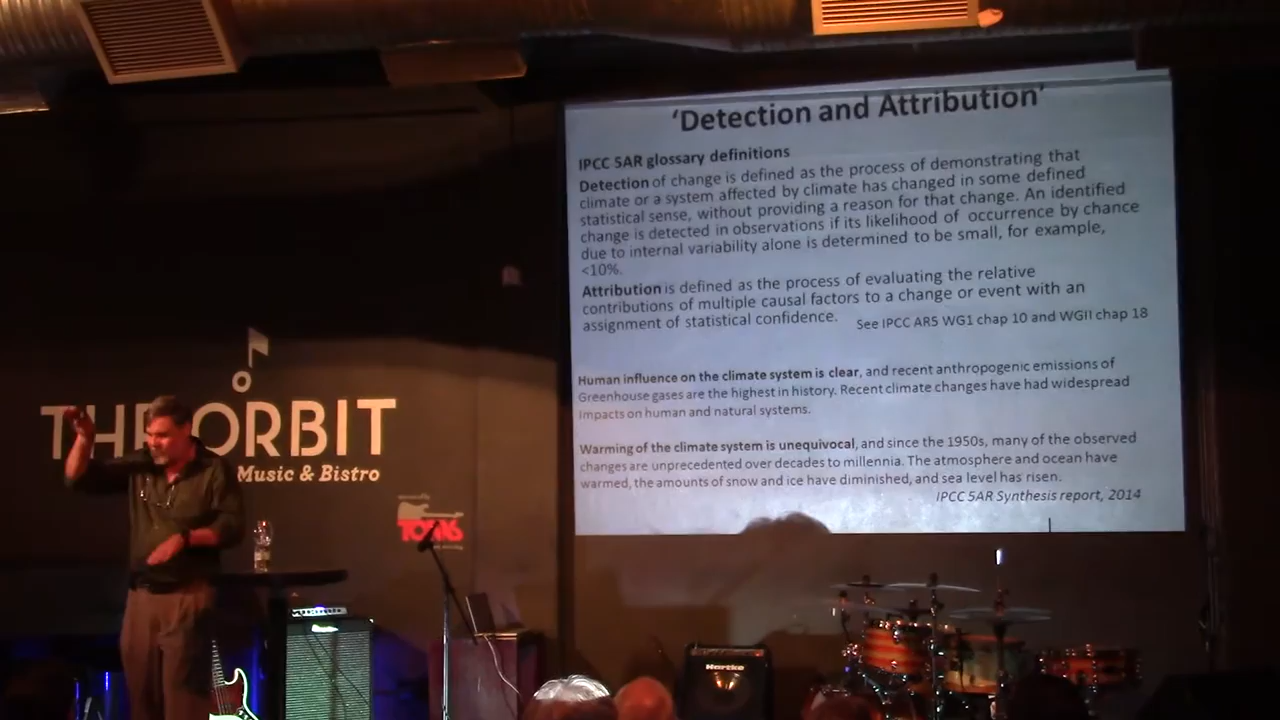 ‘Detection and Attribution’
IPCC 5AR glossary definitions
Detection of change is defined as the process of demonstrating that
climate or a system affected by climate has changed in some defined
statistical sense, without providing a reason for that change. An identified
change is detected in observations if its likelihood of occurrence by chance
due to internal variability alone is determined to be small, for example,
<10%.
Attribution is defined as the process of evaluating the relative
contributions of multiple causal factors to a change or event with an
assignment of statistical confidence.
See IPCC AR5 WG1 chap 10 and WGII chap 18
Human influence on the climate system is clear, and recent anthropogenic emissions of
Greenhouse gases are the highest in history. Recent climate changes have had widespread
impacts on human and natural systems.
Warming of the climate system is unequivocal, and since the 1950s, many of the observed
changes are unprecedented over decades to millennia. The atmosphere and ocean have
warmed, the amounts of snow and ice have diminished, and sea level has risen.
IPCC 5AR Synthesis report, 2014
THE ORBIT
Music & Bistro
TOMS
Hartke